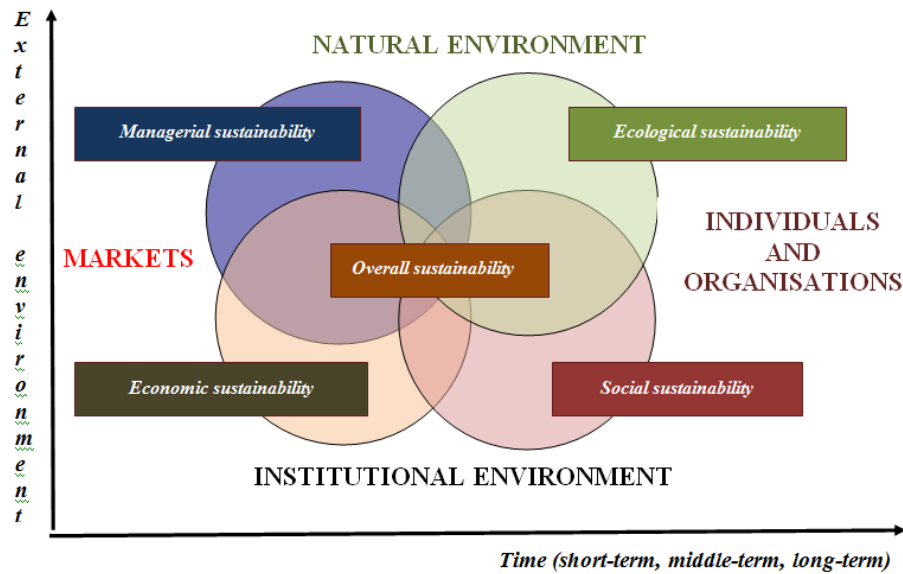 External environment
NATURAL ENVIRONMENT
Managerial sustainability
Ecological sustainability
MARKETS
Overall sustainability
INDIVIDUALS
AND
ORGANISATIONS
Economic sustainability
Social sustainability
INSTITUTIONAL ENVIRONMENT
Time (short-term, middle-term, long-term)